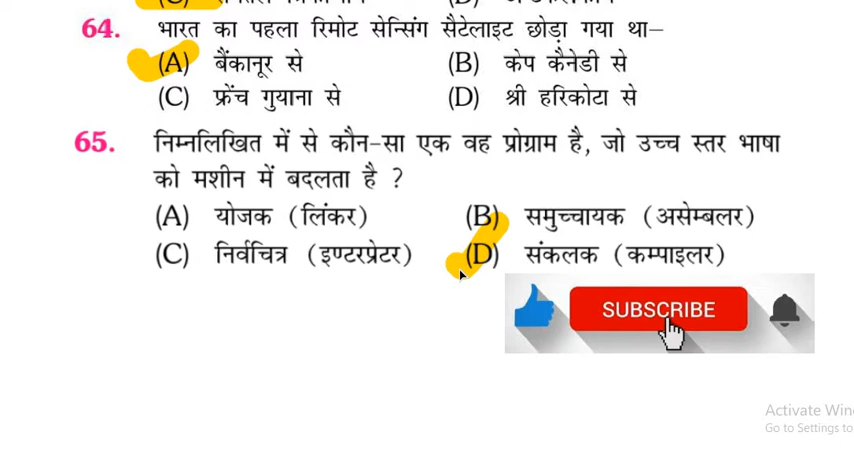 64. भारत का पहला रिमोट सेन्सिंग सैटेलाइट छोड़ा गया था–
(A) बैंकानूर से (B) केप कैनेडी से
(C) फ्रेंच गुयाना से (D) श्री हरिकोटा से
65. निम्नलिखित में से कौन-सा एक वह प्रोग्राम है, जो उच्च स्तर भाषा
को मशीन में बदलता है ?
(A) योजक (लिंकर) (B) समुच्चायक (असेम्बलर)
(C) निर्वचित्र (इण्टरप्रेटर) (D) संकलक (कम्पाइलर)
SUBSCRIBE
Activate Win
Go to Settings to